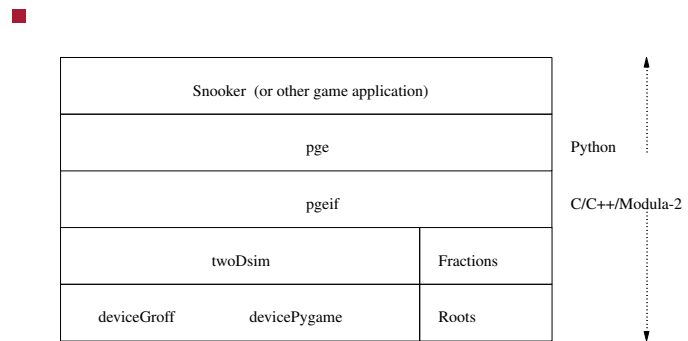 Snooker (or other game application)
pge
Python
pgeif
C/C++/Modula-2
twoDsim
Fractions
deviceGroff
devicePygame
Roots